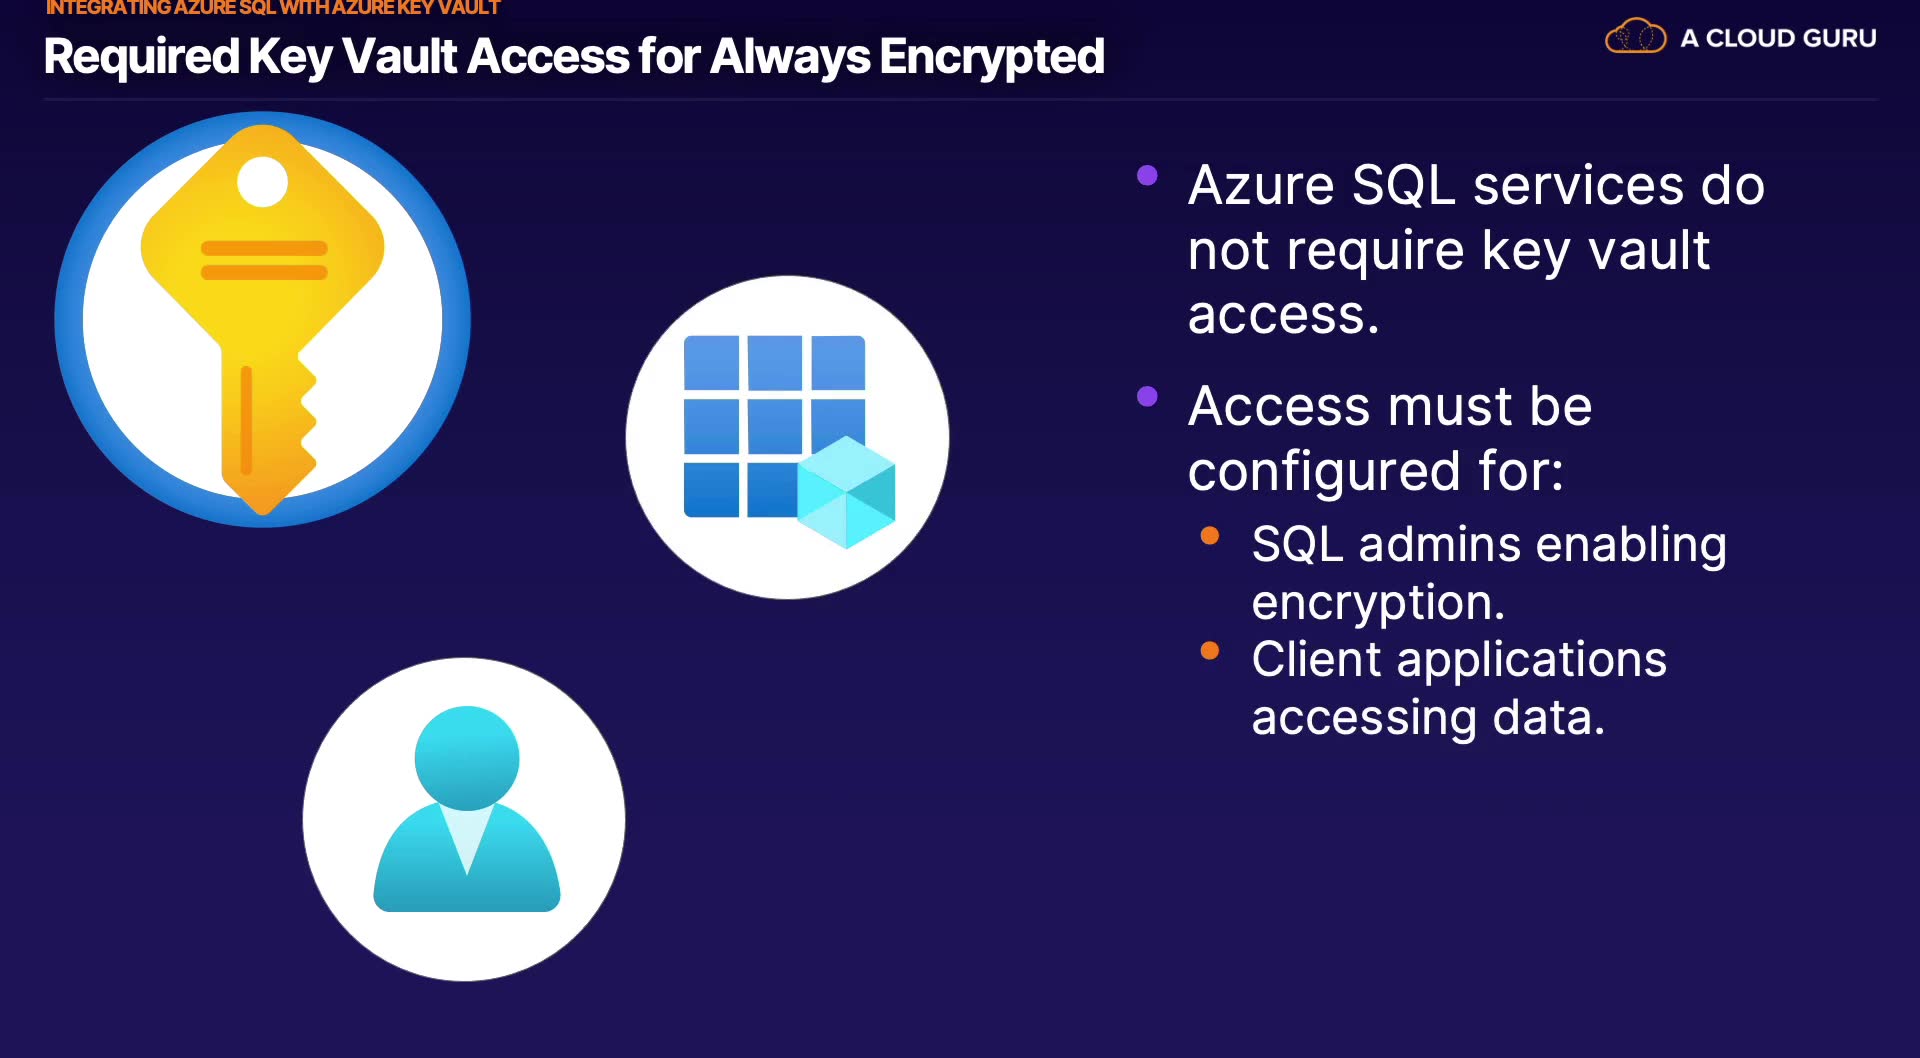 INTEGRATING AZURE SQL WITH AZURE KEY VAULT
Required Key Vault Access for Always Encrypted
A CLOUD GURU
Azure SQL services do
not require key vault
access.
Access must be
configured for:
SQL admins enabling
encryption.
Client applications
accessing data.